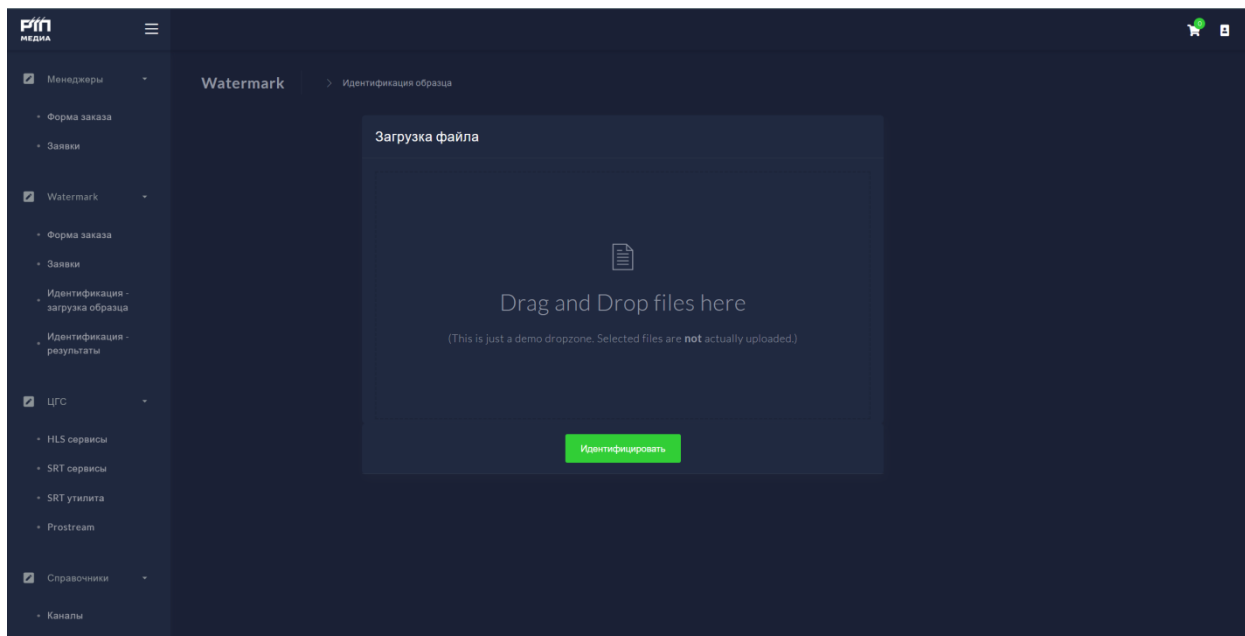 РТП
МЕДИА
0
Менеджеры
Форма заказа
Заявки
Watermark
Форма заказа
Заявки
Идентификация -
загрузка образца
Идентификация -
результаты
ЦГС
HLS сервисы
SRT сервисы
SRT утилита
Prostream
Справочники
Каналы
Watermark
> Идентификация образца
Загрузка файла
Drag and Drop files here
(This is just a demo dropzone. Selected files are not actually uploaded.)
Идентифицировать